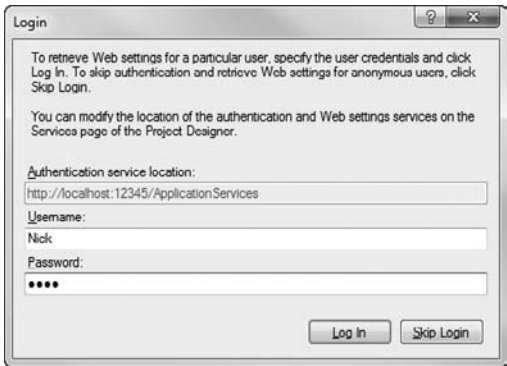 Login
To retrieve Web settings for a particular user, specify the user credentials and click
Log In. To skip authentication and retrieve Web settings for anonymous users, click
Skip Login.
You can modify the location of the authentication and Web settings services on the
Services page of the Project Designer.
Authentication service location:
http://localhost:12345/ApplicationServices
Username:
Nick
Password:
••••
Log In
Skip Login